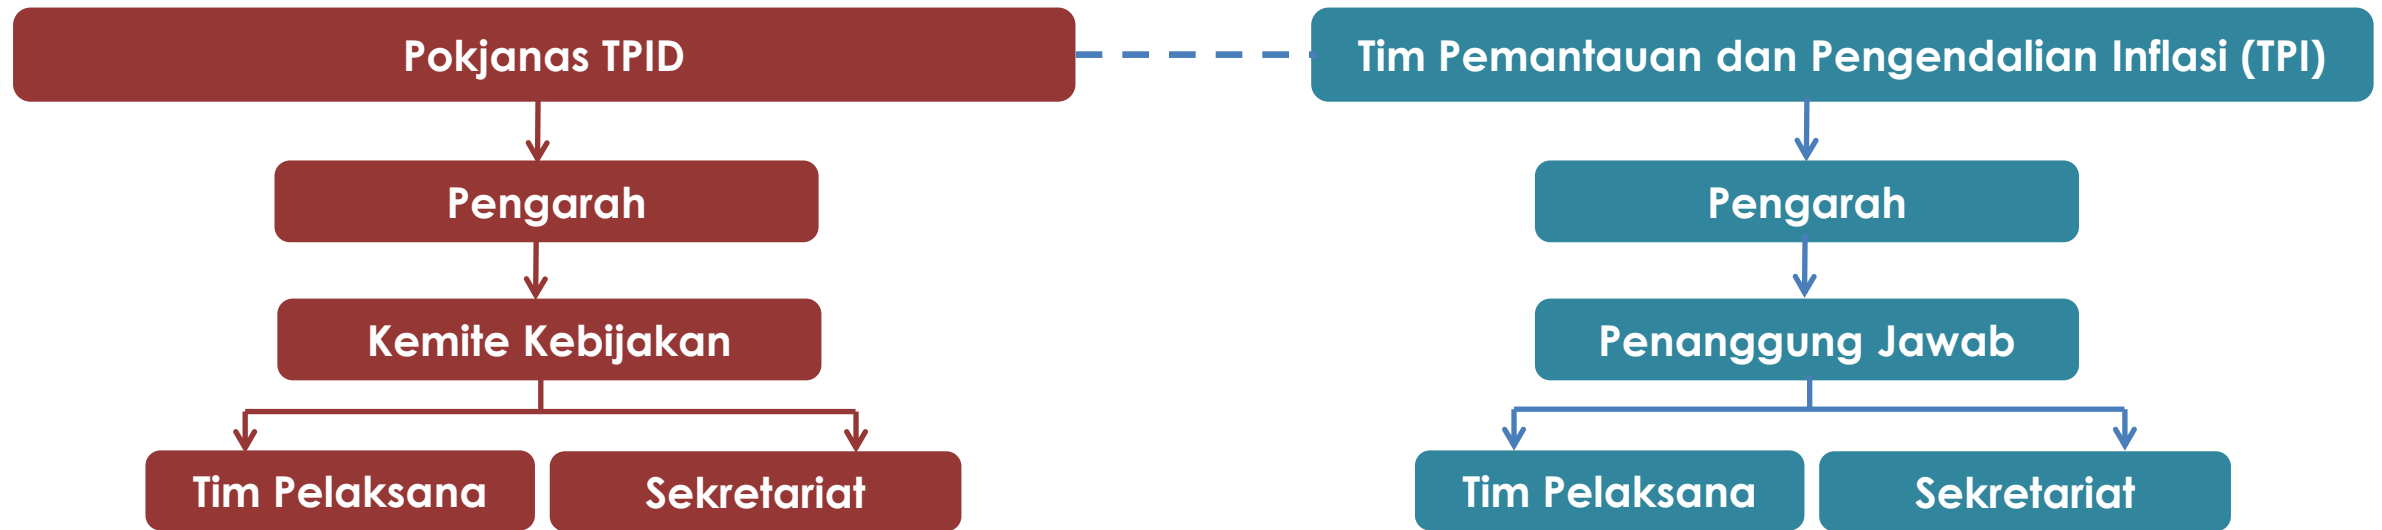 Pokjanas TPID
Tim Pemantauan dan Pengendalian Inflasi (TPI)
Pengarah
Pengarah
Kemite Kebijakan
Penanggung Jawab
Tim Pelaksana
Sekretariat
Tim Pelaksana
Sekretariat